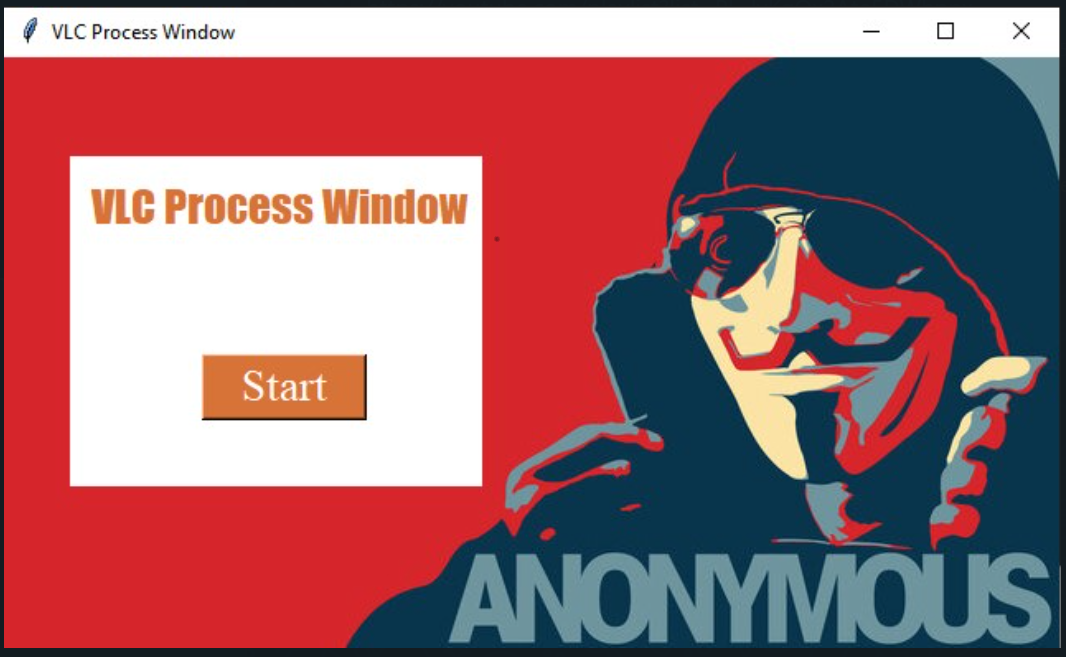 VLC Process Window
VLC Process Window
Start
ANONYMOUS